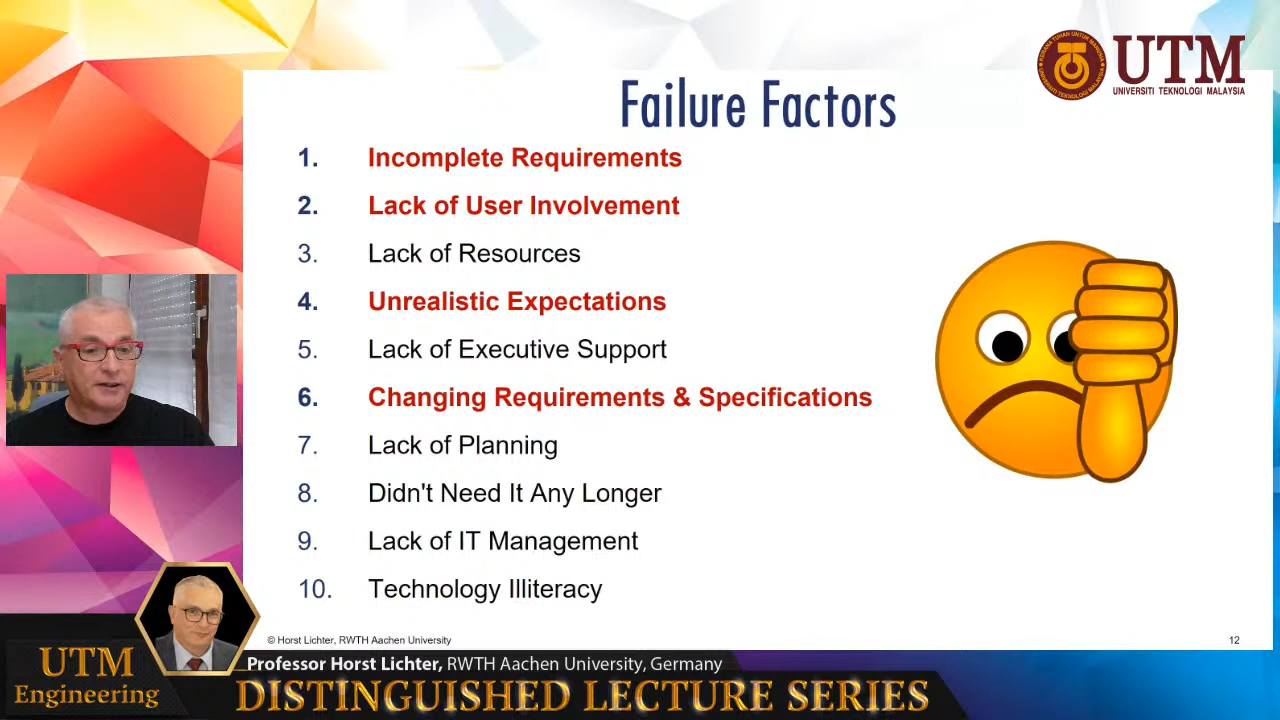 UTM
UNIVERSITI TEKNOLOGI MALAYSIA
Failure Factors
1. Incomplete Requirements
2. Lack of User Involvement
3. Lack of Resources
4. Unrealistic Expectations
5. Lack of Executive Support
6. Changing Requirements & Specifications
7. Lack of Planning
8. Didn't Need It Any Longer
9. Lack of IT Management
10. Technology Illiteracy
© Horst Lichter, RWTH Aachen University
12
UTM
Engineering
Professor Horst Lichter, RWTH Aachen University, Germany
DISTINGUISHED LECTURE SERIES